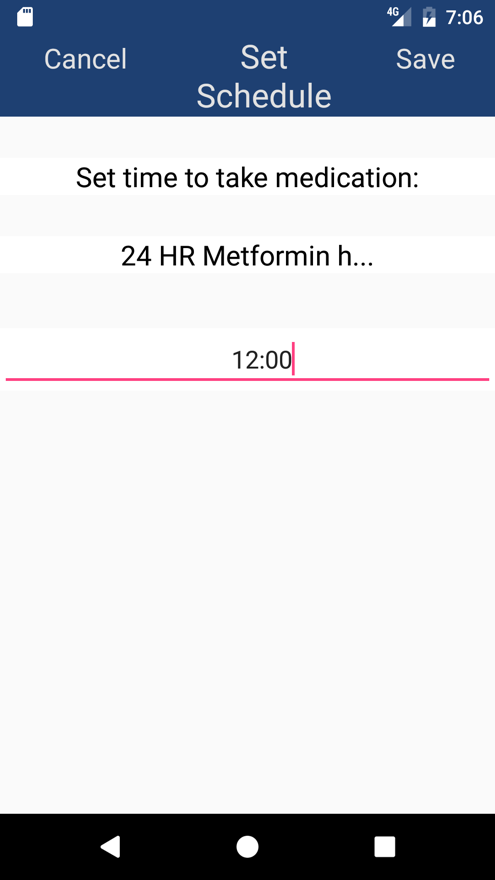 4G 7:06
Cancel
Set
Schedule
Save
Set time to take medication:
24 HR Metformin h...
12:00